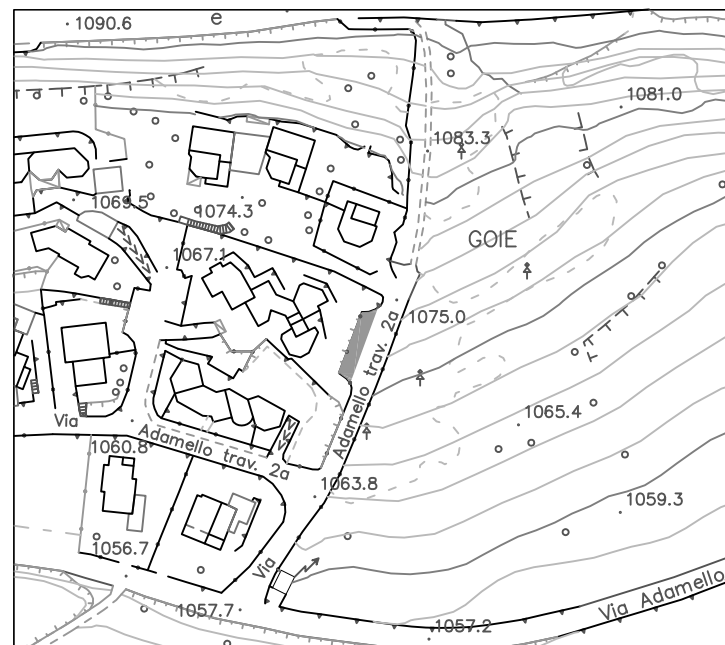 1090.6
e
1081.0
1083.3
1069.5
1074.3
GOIE
1067.1
1075.0
Adamello trav. 2a
1065.4
Via
Adamello trav. 2a
1060.8
1063.8
1059.3
1056.7
Via
1057.7
Via Adamello
1057.2